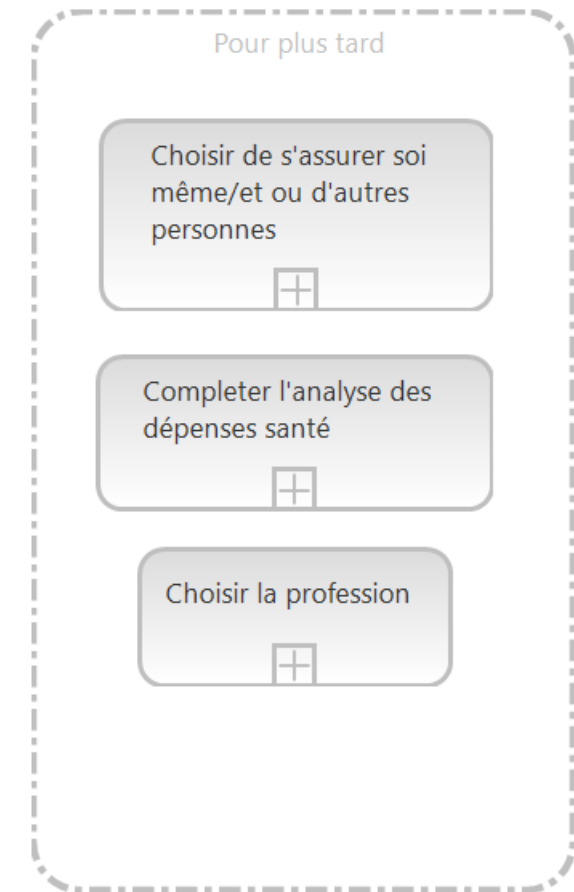 Pour plus tard
Choisir de s'assurer soi
même/et ou d'autres
personnes
Completer l'analyse des
dépenses santé
Choisir la profession